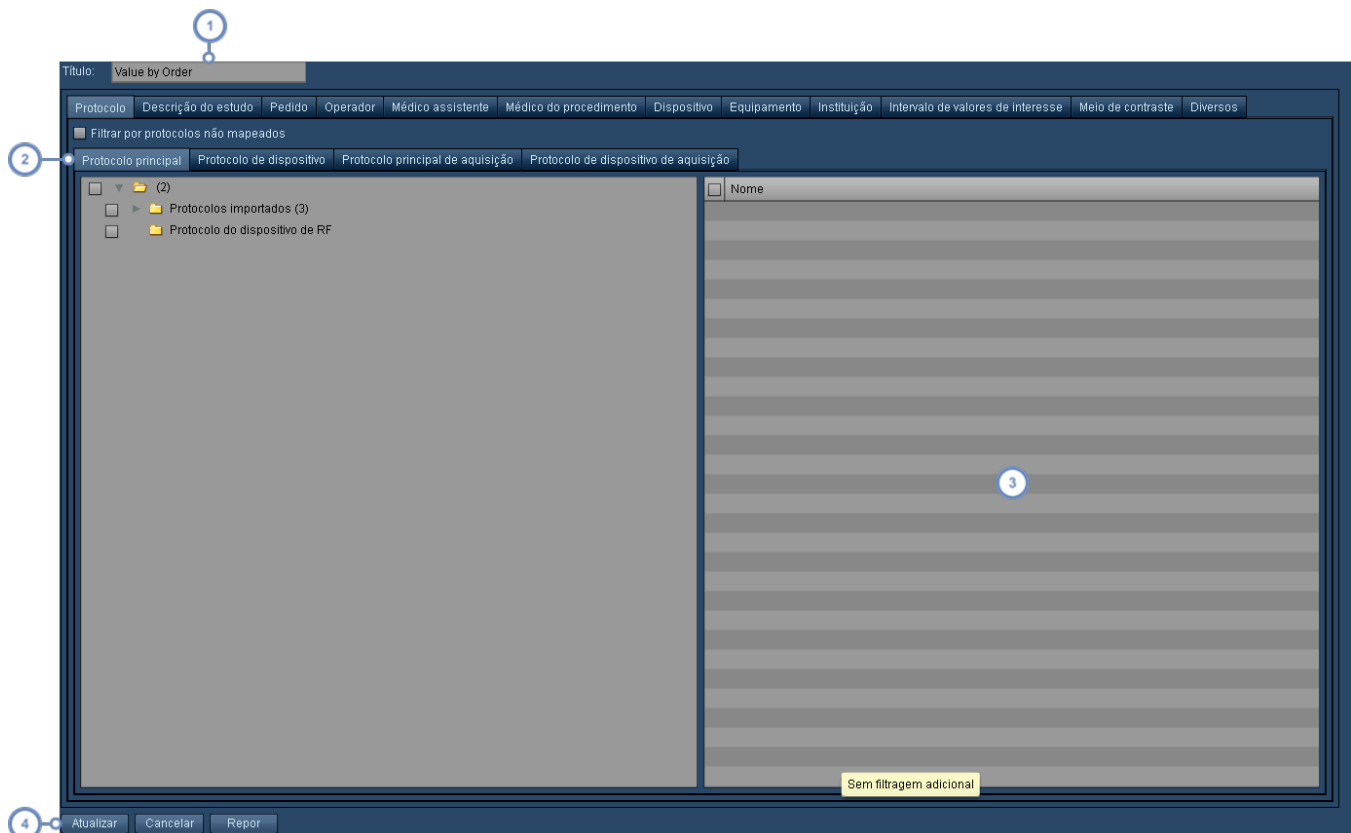 1
Título: Value by Order
Protocolo Descrição do estudo Pedido Operador Médico assistente Médico do procedimento Dispositivo Equipamento Instituição Intervalo de valores de interesse Meio de contraste Diversos
Filtrar por protocolos não mapeados
2
Protocolo principal Protocolo de dispositivo Protocolo principal de aquisição Protocolo de dispositivo de aquisição
(2)
Nome
Protocolos importados (3)
Protocolo do dispositivo de RF
3
Sem filtragem adicional
4
Atualizar Cancelar Repor